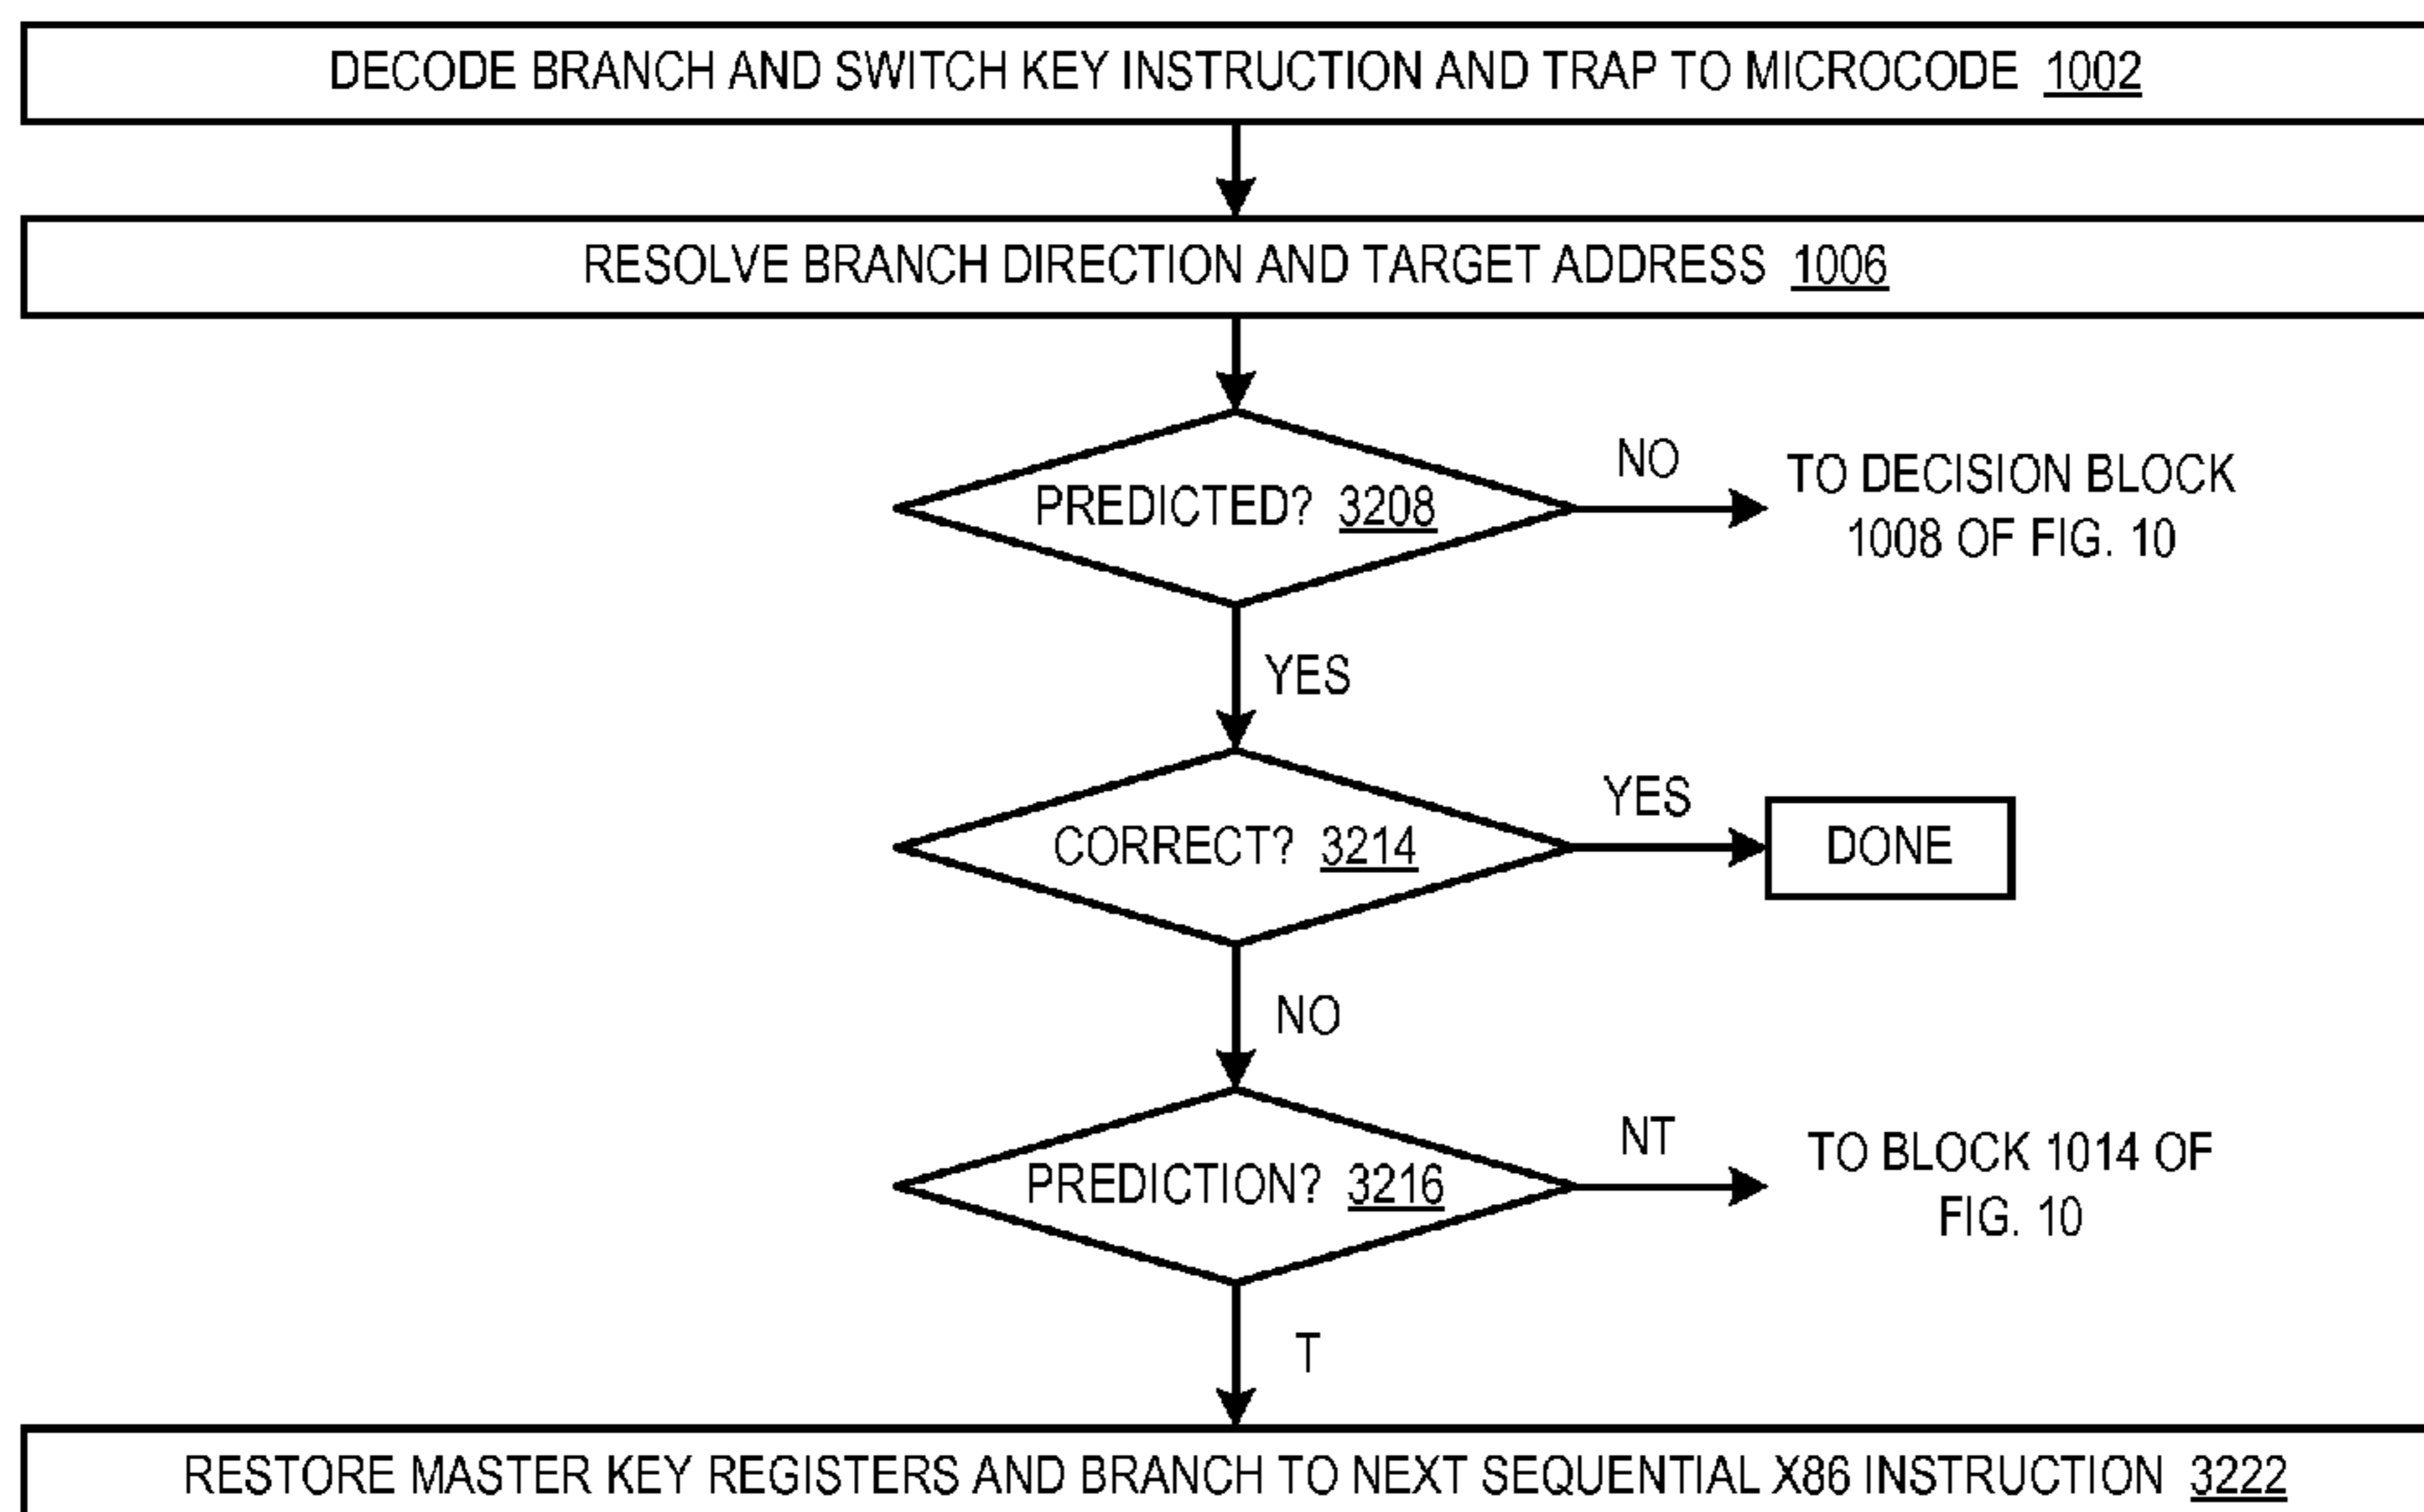 DECODE BRANCH AND SWITCH KEY INSTRUCTION AND TRAP TO MICROCODE 1002
RESOLVE BRANCH DIRECTION AND TARGET ADDRESS 1006
PREDICTED? 3208
NO
TO DECISION BLOCK
1008 OF FIG. 10
YES
CORRECT? 3214
YES
DONE
NO
PREDICTION? 3216
NT
TO BLOCK 1014 OF
FIG. 10
T
RESTORE MASTER KEY REGISTERS AND BRANCH TO NEXT SEQUENTIAL X86 INSTRUCTION 3222